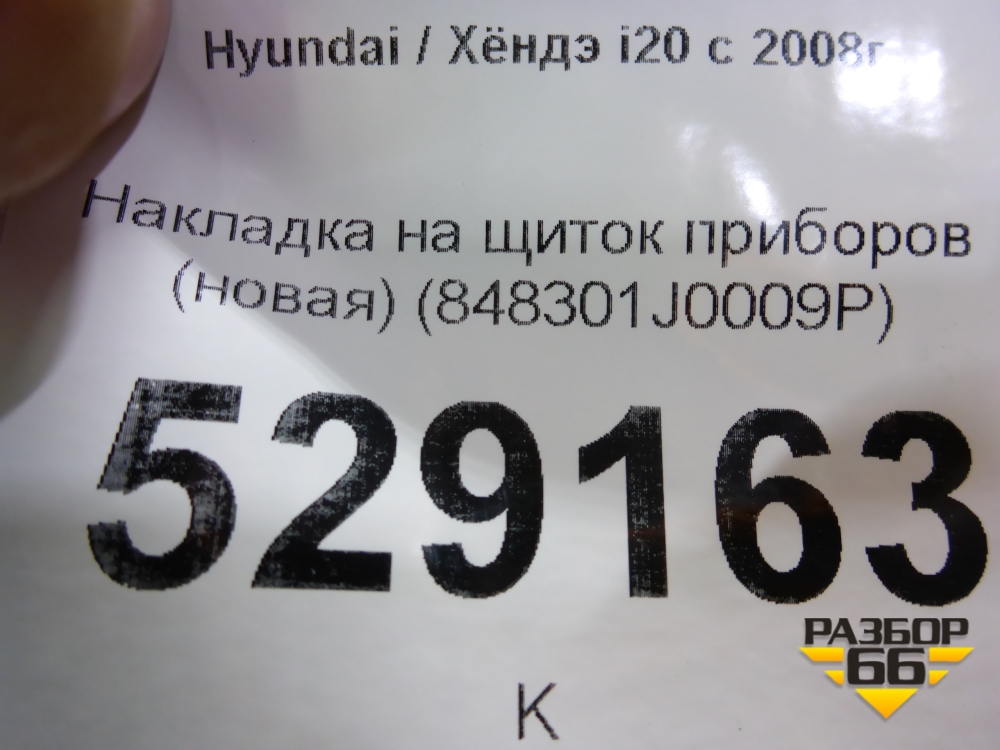 Hyundai / Хёндэ i20 с 2008г
Накладка на щиток приборов
(новая) (848301J0009P)
529163
РАЗБОР
66
К